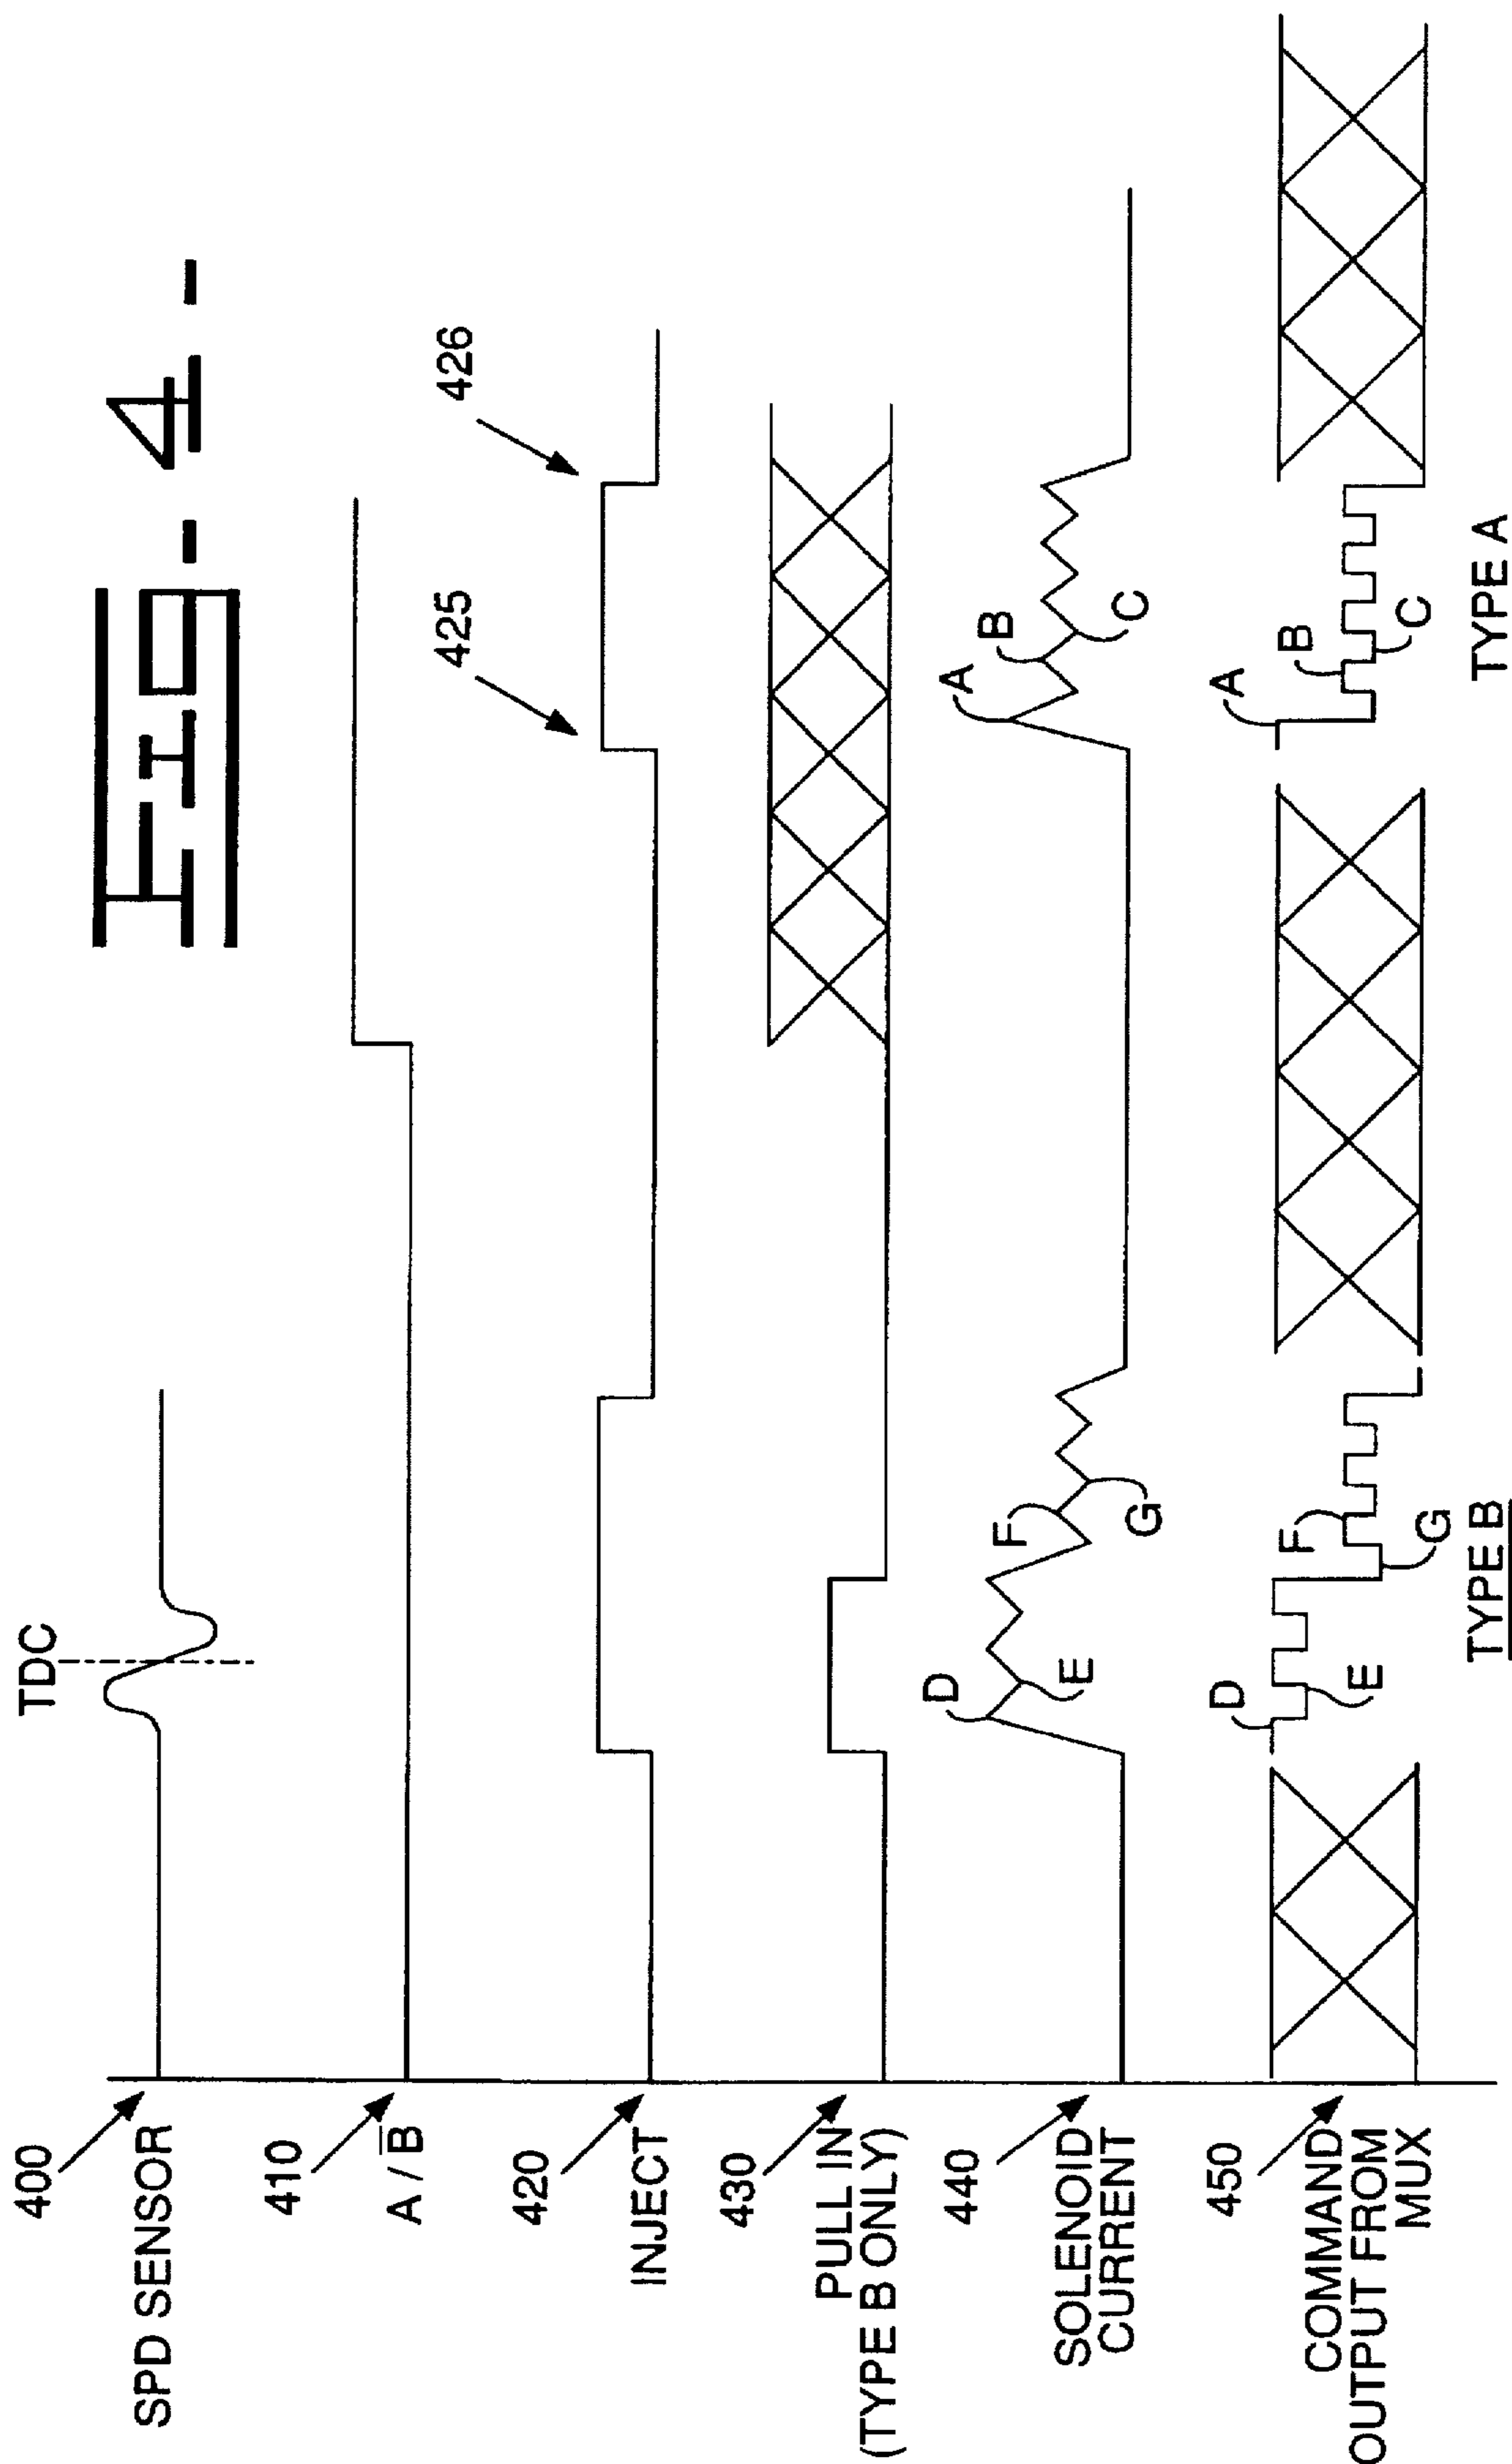 FIG- 4 -
TDC
400
SPD SENSOR
410
A / B̅
420
INJECT
425
426
430
PULL IN
(TYPE B ONLY)
440
SOLENOID
CURRENT
D
E
F
G
A
B
C
450
COMMAND
OUTPUT FROM
MUX
D
E
F
G
A
B
C
TYPE B
TYPE A